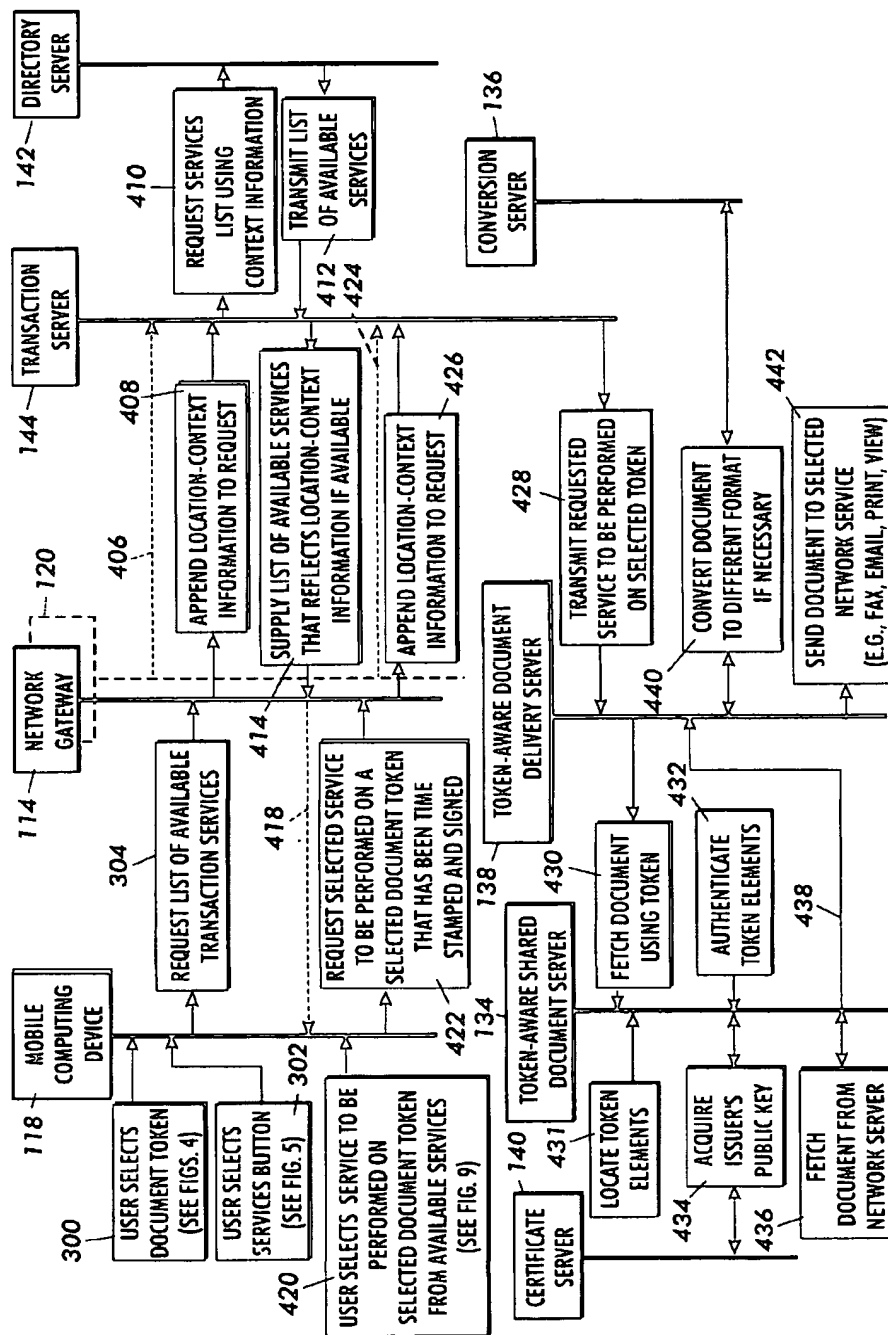 118
MOBILE
COMPUTING
DEVICE
114
NETWORK
GATEWAY
120
144
TRANSACTION
SERVER
142
DIRECTORY
SERVER
300
USER SELECTS
DOCUMENT TOKEN
(SEE FIGS. 4)
USER SELECTS
SERVICES BUTTON
(SEE FIG. 5)
302
304
REQUEST LIST OF AVAILABLE
TRANSACTION SERVICES
406
408
APPEND LOCATION-CONTEXT
INFORMATION TO REQUEST
410
REQUEST SERVICES
LIST USING
CONTEXT INFORMATION
TRANSMIT LIST
OF AVAILABLE
SERVICES
412
414
SUPPLY LIST OF AVAILABLE SERVICES
THAT REFLECTS LOCATION-CONTEXT
INFORMATION IF AVAILABLE
418
420
USER SELECTS SERVICE TO BE
PERFORMED ON
SELECTED DOCUMENT TOKEN
FROM AVAILABLE SERVICES
(SEE FIG. 9)
422
REQUEST SELECTED SERVICE
TO BE PERFORMED ON A
SELECTED DOCUMENT TOKEN
THAT HAS BEEN TIME
STAMPED AND SIGNED
424
APPEND LOCATION-CONTEXT
INFORMATION TO REQUEST
426
140
CERTIFICATE
SERVER
134
TOKEN-AWARE SHARED
DOCUMENT SERVER
138
TOKEN-AWARE DOCUMENT
DELIVERY SERVER
CONVERSION
SERVER
136
428
TRANSMIT REQUESTED
SERVICE TO BE PERFORMED
ON SELECTED TOKEN
430
FETCH DOCUMENT
USING TOKEN
431
LOCATE TOKEN
ELEMENTS
432
AUTHENTICATE
TOKEN ELEMENTS
434
ACQUIRE
ISSUER'S
PUBLIC KEY
436
FETCH
DOCUMENT FROM
NETWORK SERVER
438
440
CONVERT DOCUMENT
TO DIFFERENT FORMAT
IF NECESSARY
442
SEND DOCUMENT TO SELECTED
NETWORK SERVICE
(E.G., FAX, EMAIL, PRINT, VIEW)